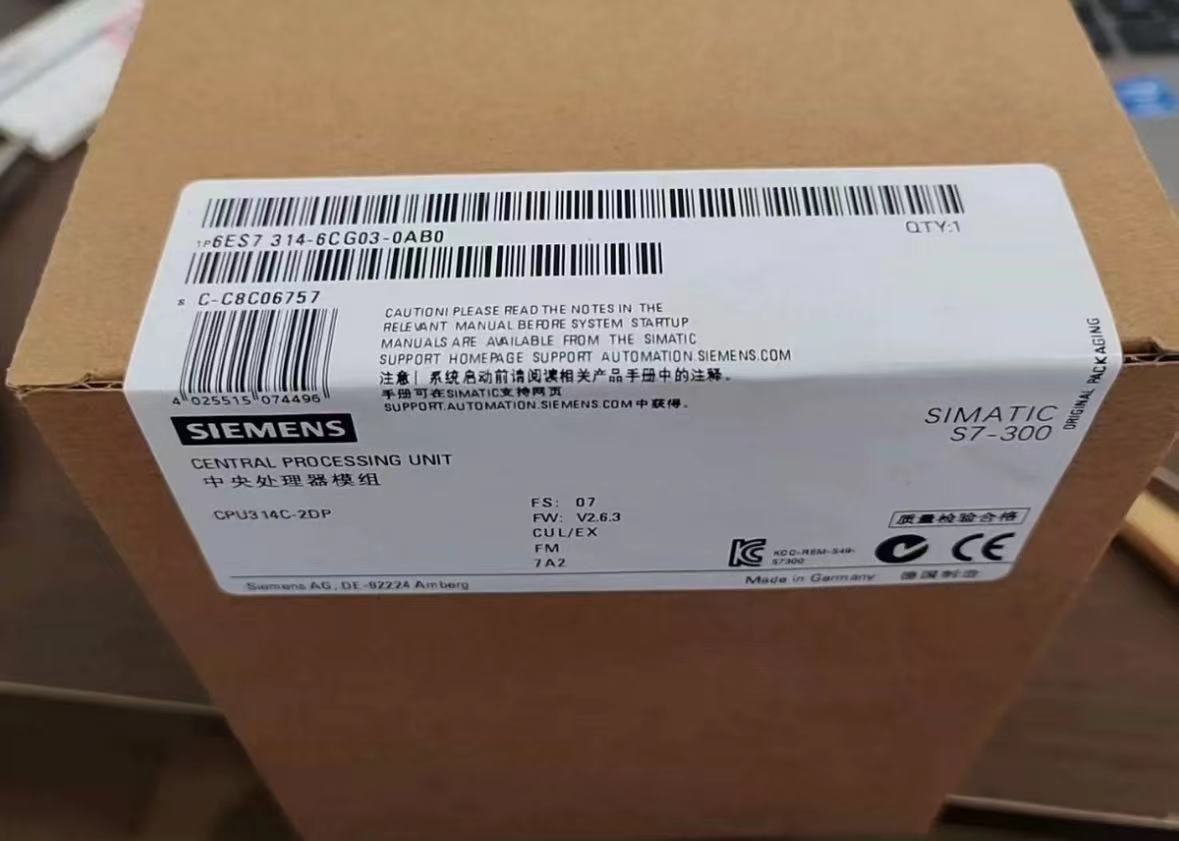 1P6ES7 314-6CG03-0AB0
QTY:1
S C-C8C06757
CAUTION! PLEASE READ THE NOTES IN THE
RELEVANT MANUAL BEFORE SYSTEM STARTUP
MANUALS ARE AVAILABLE FROM THE SIMATIC
SUPPORT HOMEPAGE SUPPORT AUTOMATION.SIEMENS.COM
注意! 系统启动前请阅读相关产品手册中的注释。
手册可在SIMATIC支持网页
SUPPORT.AUTOMATION.SIEMENS.COM中获得。
4 025515 074496
ORIGINAL PACKAGING
SIEMENS
SIMATIC
S7-300
CENTRAL PROCESSING UNIT
中央处理器模组
CPU314C-2DP
FS: 07
FW: V2.6.3
CUL/EX
FM
7A2
质量检验合格
KCC-REM-S49-
S7300
CE
Siemens AG, DE-92224 Amberg
Made in Germany 德国制造